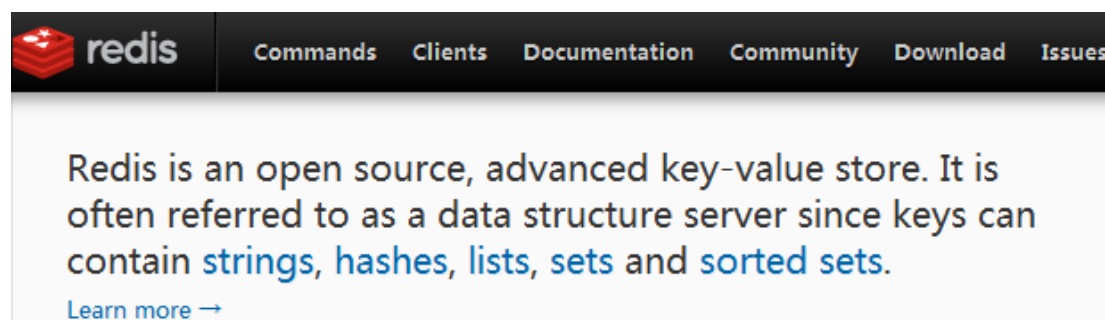 redis Commands Clients Documentation Community Download Issues
Redis is an open source, advanced key-value store. It is
often referred to as a data structure server since keys can
contain strings, hashes, lists, sets and sorted sets.
Learn more →